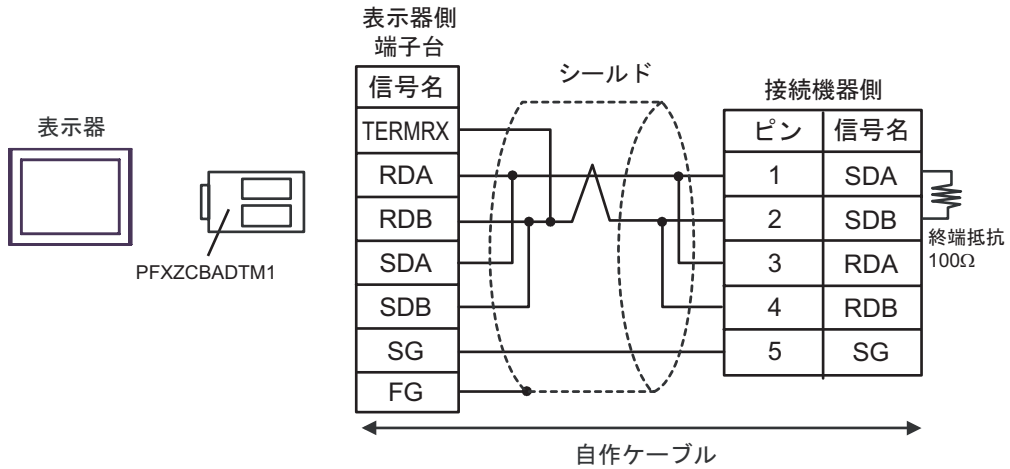 表示器
PFXZCBADTM1
表示器側
端子台
信号名
TERMRX
RDA
RDB
SDA
SDB
SG
FG
シールド
接続機器側
ピン 信号名
1 SDA
2 SDB
3 RDA
4 RDB
5 SG
終端抵抗
100Ω
自作ケーブル